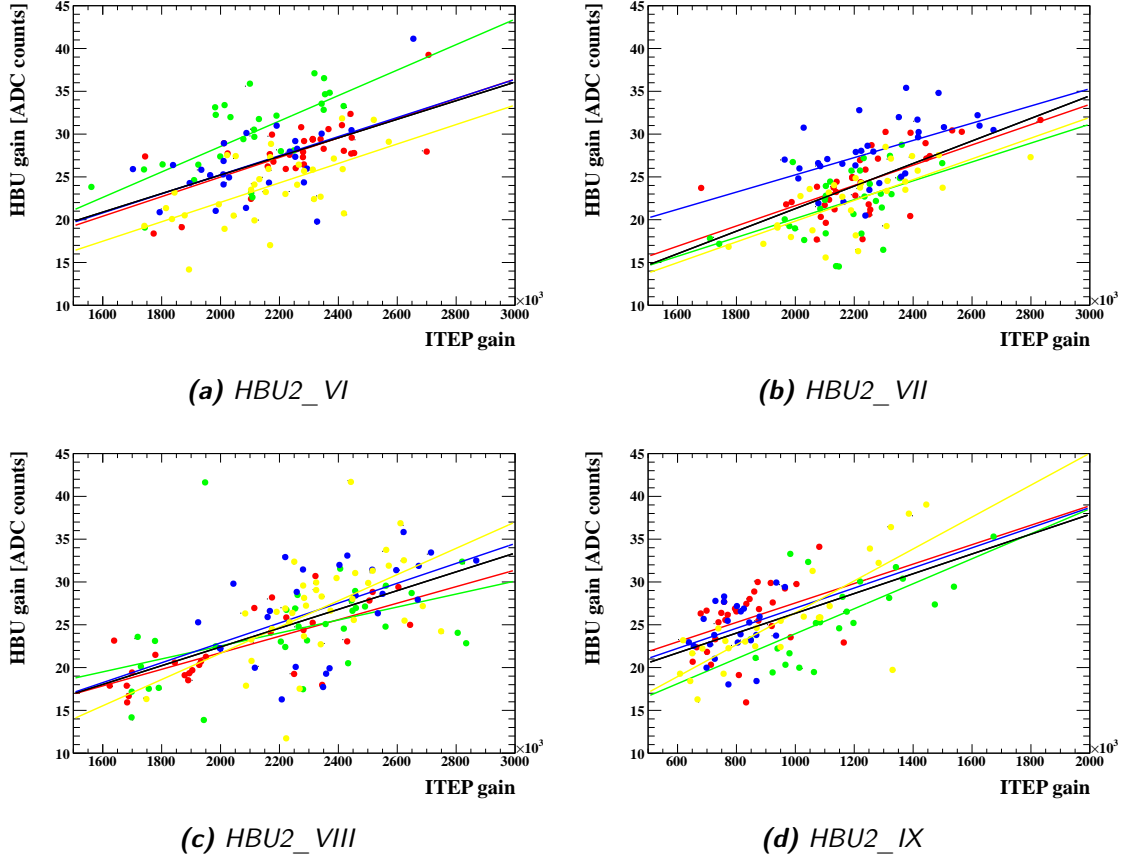 HBU gain [ADC counts]
45
40
35
30
25
20
15
10
1600 1800 2000 2200 2400 2600 2800 3000
×10³
ITEP gain
(a) HBU2_VI
HBU gain [ADC counts]
45
40
35
30
25
20
15
10
1600 1800 2000 2200 2400 2600 2800 3000
×10³
ITEP gain
(b) HBU2_VII
HBU gain [ADC counts]
45
40
35
30
25
20
15
10
1600 1800 2000 2200 2400 2600 2800 3000
×10³
ITEP gain
(c) HBU2_VIII
HBU gain [ADC counts]
45
40
35
30
25
20
15
10
600 800 1000 1200 1400 1600 1800 2000
×10³
ITEP gain
(d) HBU2_IX